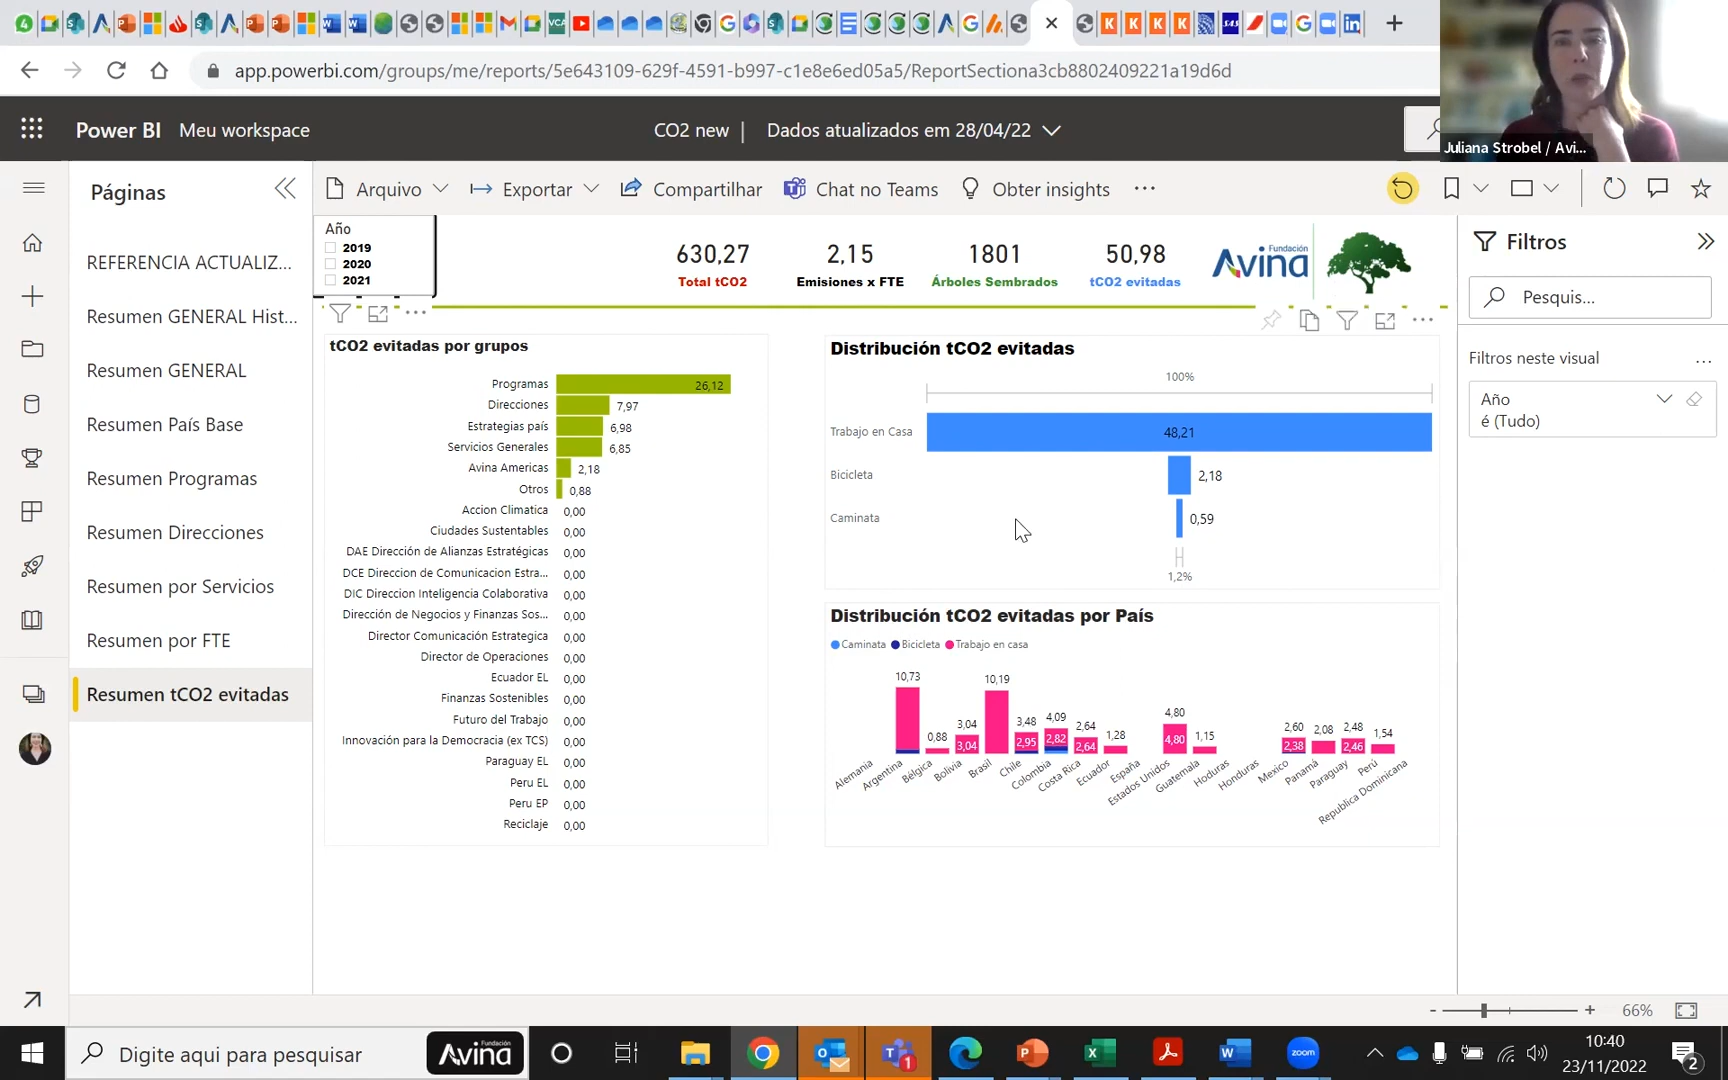 app.powerbi.com/groups/me/reports/5e643109-629f-4591-b997-c1e8e6ed05a5/ReportSectiona3cb8802409221a19d6d
Juliana Strobel / Avi...
Power BI Meu workspace
CO2 new | Dados atualizados em 28/04/22
Páginas
Arquivo
Exportar
Compartilhar
Chat no Teams
Obter insights
REFERENCIA ACTUALIZ...
Resumen GENERAL Hist...
Resumen GENERAL
Resumen País Base
Resumen Programas
Resumen Direcciones
Resumen por Servicios
Resumen por FTE
Resumen tCO2 evitadas
Año
2019
2020
2021
630,27
Total tCO2
2,15
Emisiones x FTE
1801
Árboles Sembrados
50,98
tCO2 evitadas
Fundación
Avina
tCO2 evitadas por grupos
Programas 26,12
Direcciones 7,97
Estrategias país 6,98
Servicios Generales 6,85
Avina Americas 2,18
Otros 0,88
Accion Climatica 0,00
Ciudades Sustentables 0,00
DAE Dirección de Alianzas Estratégicas 0,00
DCE Direccion de Comunicacion Estra... 0,00
DIC Direccion Inteligencia Colaborativa 0,00
Dirección de Negocios y Finanzas Sos... 0,00
Director Comunicación Estrategica 0,00
Director de Operaciones 0,00
Ecuador EL 0,00
Finanzas Sostenibles 0,00
Futuro del Trabajo 0,00
Innovación para la Democracia (ex TCS) 0,00
Paraguay EL 0,00
Peru EL 0,00
Peru EP 0,00
Reciclaje 0,00
Distribución tCO2 evitadas
100%
Trabajo en Casa 48,21
Bicicleta 2,18
Caminata 0,59
1,2%
Distribución tCO2 evitadas por País
Caminata Bicicleta Trabajo en casa
10,73 0,88 3,04 10,19 3,48 4,09 2,64 1,28 4,80 1,15 2,60 2,08 2,48 1,54
3,04 2,95 2,82 2,64 4,80 2,38 2,46
Alemania Argentina Bélgica Bolivia Brasil Chile Colombia Costa Rica Ecuador España Estados Unidos Guatemala Hoduras Honduras Mexico Panamá Paraguay Perú Republica Dominicana
Filtros
Pesquis...
Filtros neste visual
Año
é (Tudo)
66%
Digite aqui para pesquisar
Fundación
Avina
1
zoom
10:40
23/11/2022
2